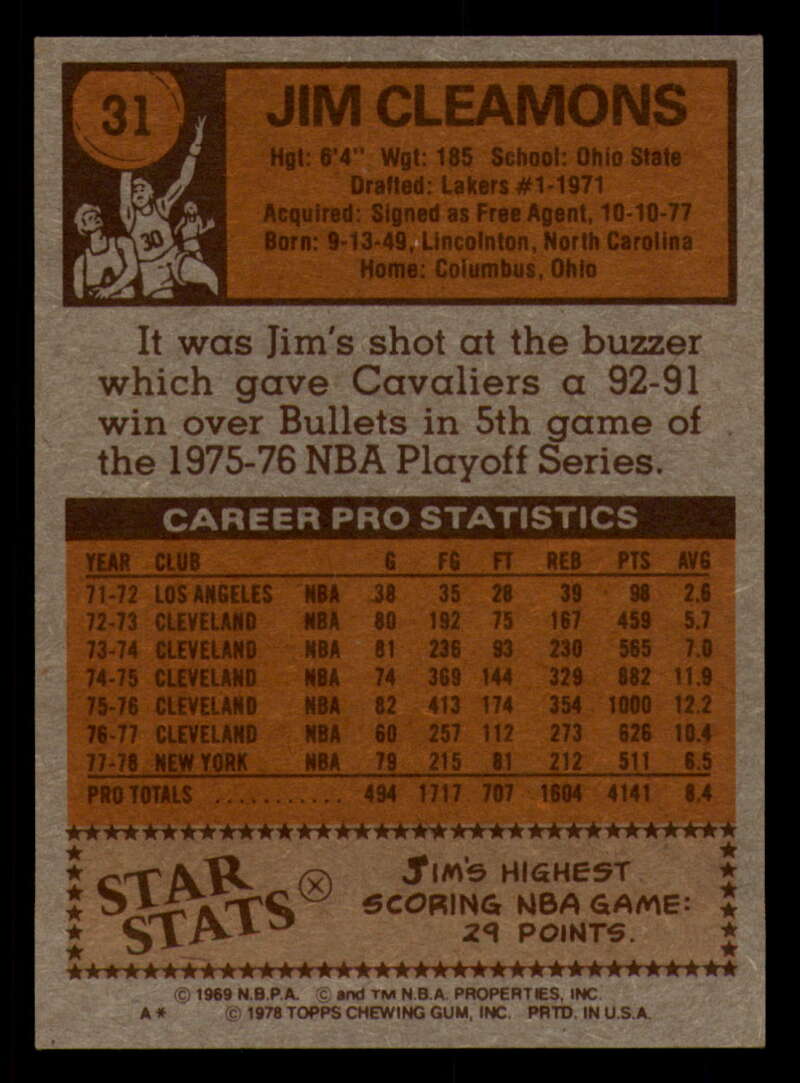 31
JIM CLEAMONS
Hgt: 6'4" Wgt: 185 School: Ohio State
Drafted: Lakers #1-1971
Acquired: Signed as Free Agent, 10-10-77
Born: 9-13-49, Lincolnton, North Carolina
Home: Columbus, Ohio
30
It was Jim's shot at the buzzer
which gave Cavaliers a 92-91
win over Bullets in 5th game of
the 1975-76 NBA Playoff Series.
CAREER PRO STATISTICS
YEAR CLUB G FG FT REB PTS AVG
71-72 LOS ANGELES NBA 38 35 28 39 98 2.6
72-73 CLEVELAND NBA 80 192 75 167 459 5.7
73-74 CLEVELAND NBA 81 236 93 230 565 7.0
74-75 CLEVELAND NBA 74 369 144 329 882 11.9
75-76 CLEVELAND NBA 82 413 174 354 1000 12.2
76-77 CLEVELAND NBA 60 257 112 273 626 10.4
77-78 NEW YORK NBA 79 215 81 212 511 6.5
PRO TOTALS ........... 494 1717 707 1604 4141 8.4
STAR
STATS
JIM'S HIGHEST
SCORING NBA GAME:
29 POINTS.
© 1969 N.B.P.A. © and TM N.B.A. PROPERTIES, INC.
A* © 1978 TOPPS CHEWING GUM, INC. PRTD. IN U.S.A.